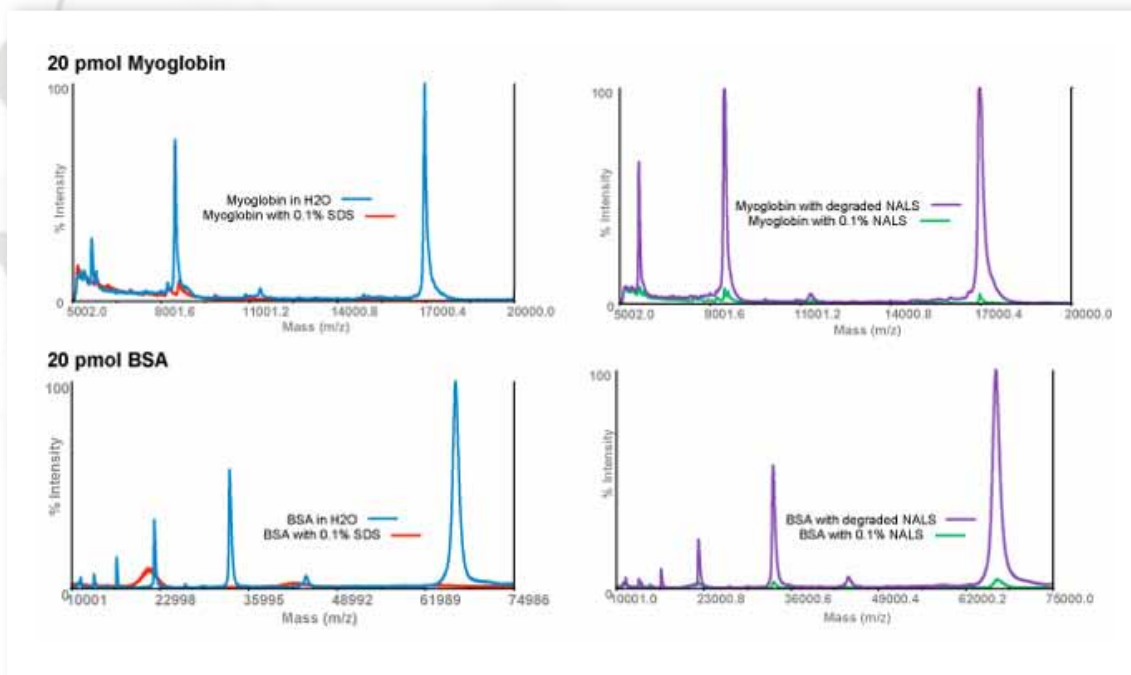 20 pmol Myoglobin
100
% Intensity
Myoglobin in H2O
Myoglobin with 0.1% SDS
0
5002.0 8001.6 11001.2 14000.8 17000.4 20000.0
Mass (m/z)
100
% Intensity
Myoglobin with degraded NALS
Myoglobin with 0.1% NALS
0
5002.0 8001.6 11001.2 14000.8 17000.4 20000.0
Mass (m/z)
20 pmol BSA
100
% Intensity
BSA in H2O
BSA with 0.1% SDS
0
10001 22998 35995 48992 61989 74986
Mass (m/z)
100
% Intensity
BSA with degraded NALS
BSA with 0.1% NALS
0
10001.0 23000.8 36000.6 49000.4 62000.2 75000.0
Mass (m/z)